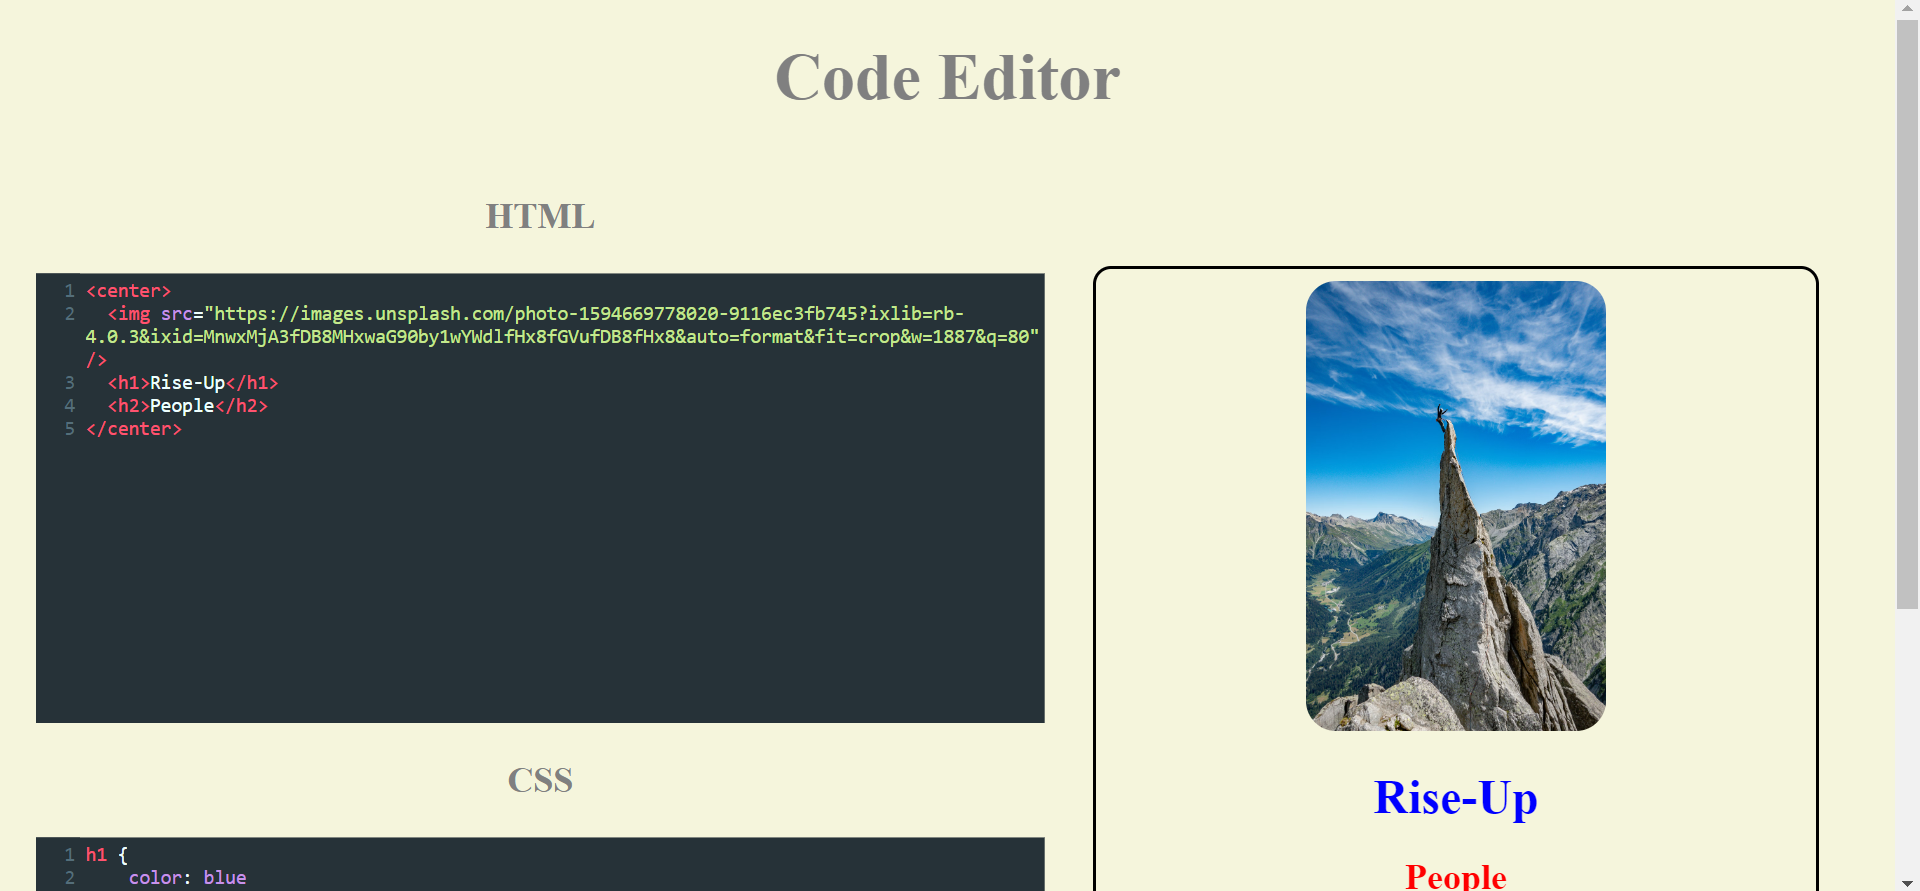 Code Editor
HTML
1 <center>
2 <img src="https://images.unsplash.com/photo-1594669778020-9116ec3fb745?ixlib=rb-
4.0.3&ixid=MnwxMjA3fDB8MHxwaG90by1wYWdlfHx8fGVufDB8fHx8&auto=format&fit=crop&w=1887&q=80"
/>
3 <h1>Rise-Up</h1>
4 <h2>People</h2>
5 </center>
CSS
1 h1 {
2 color: blue
Rise-Up
People